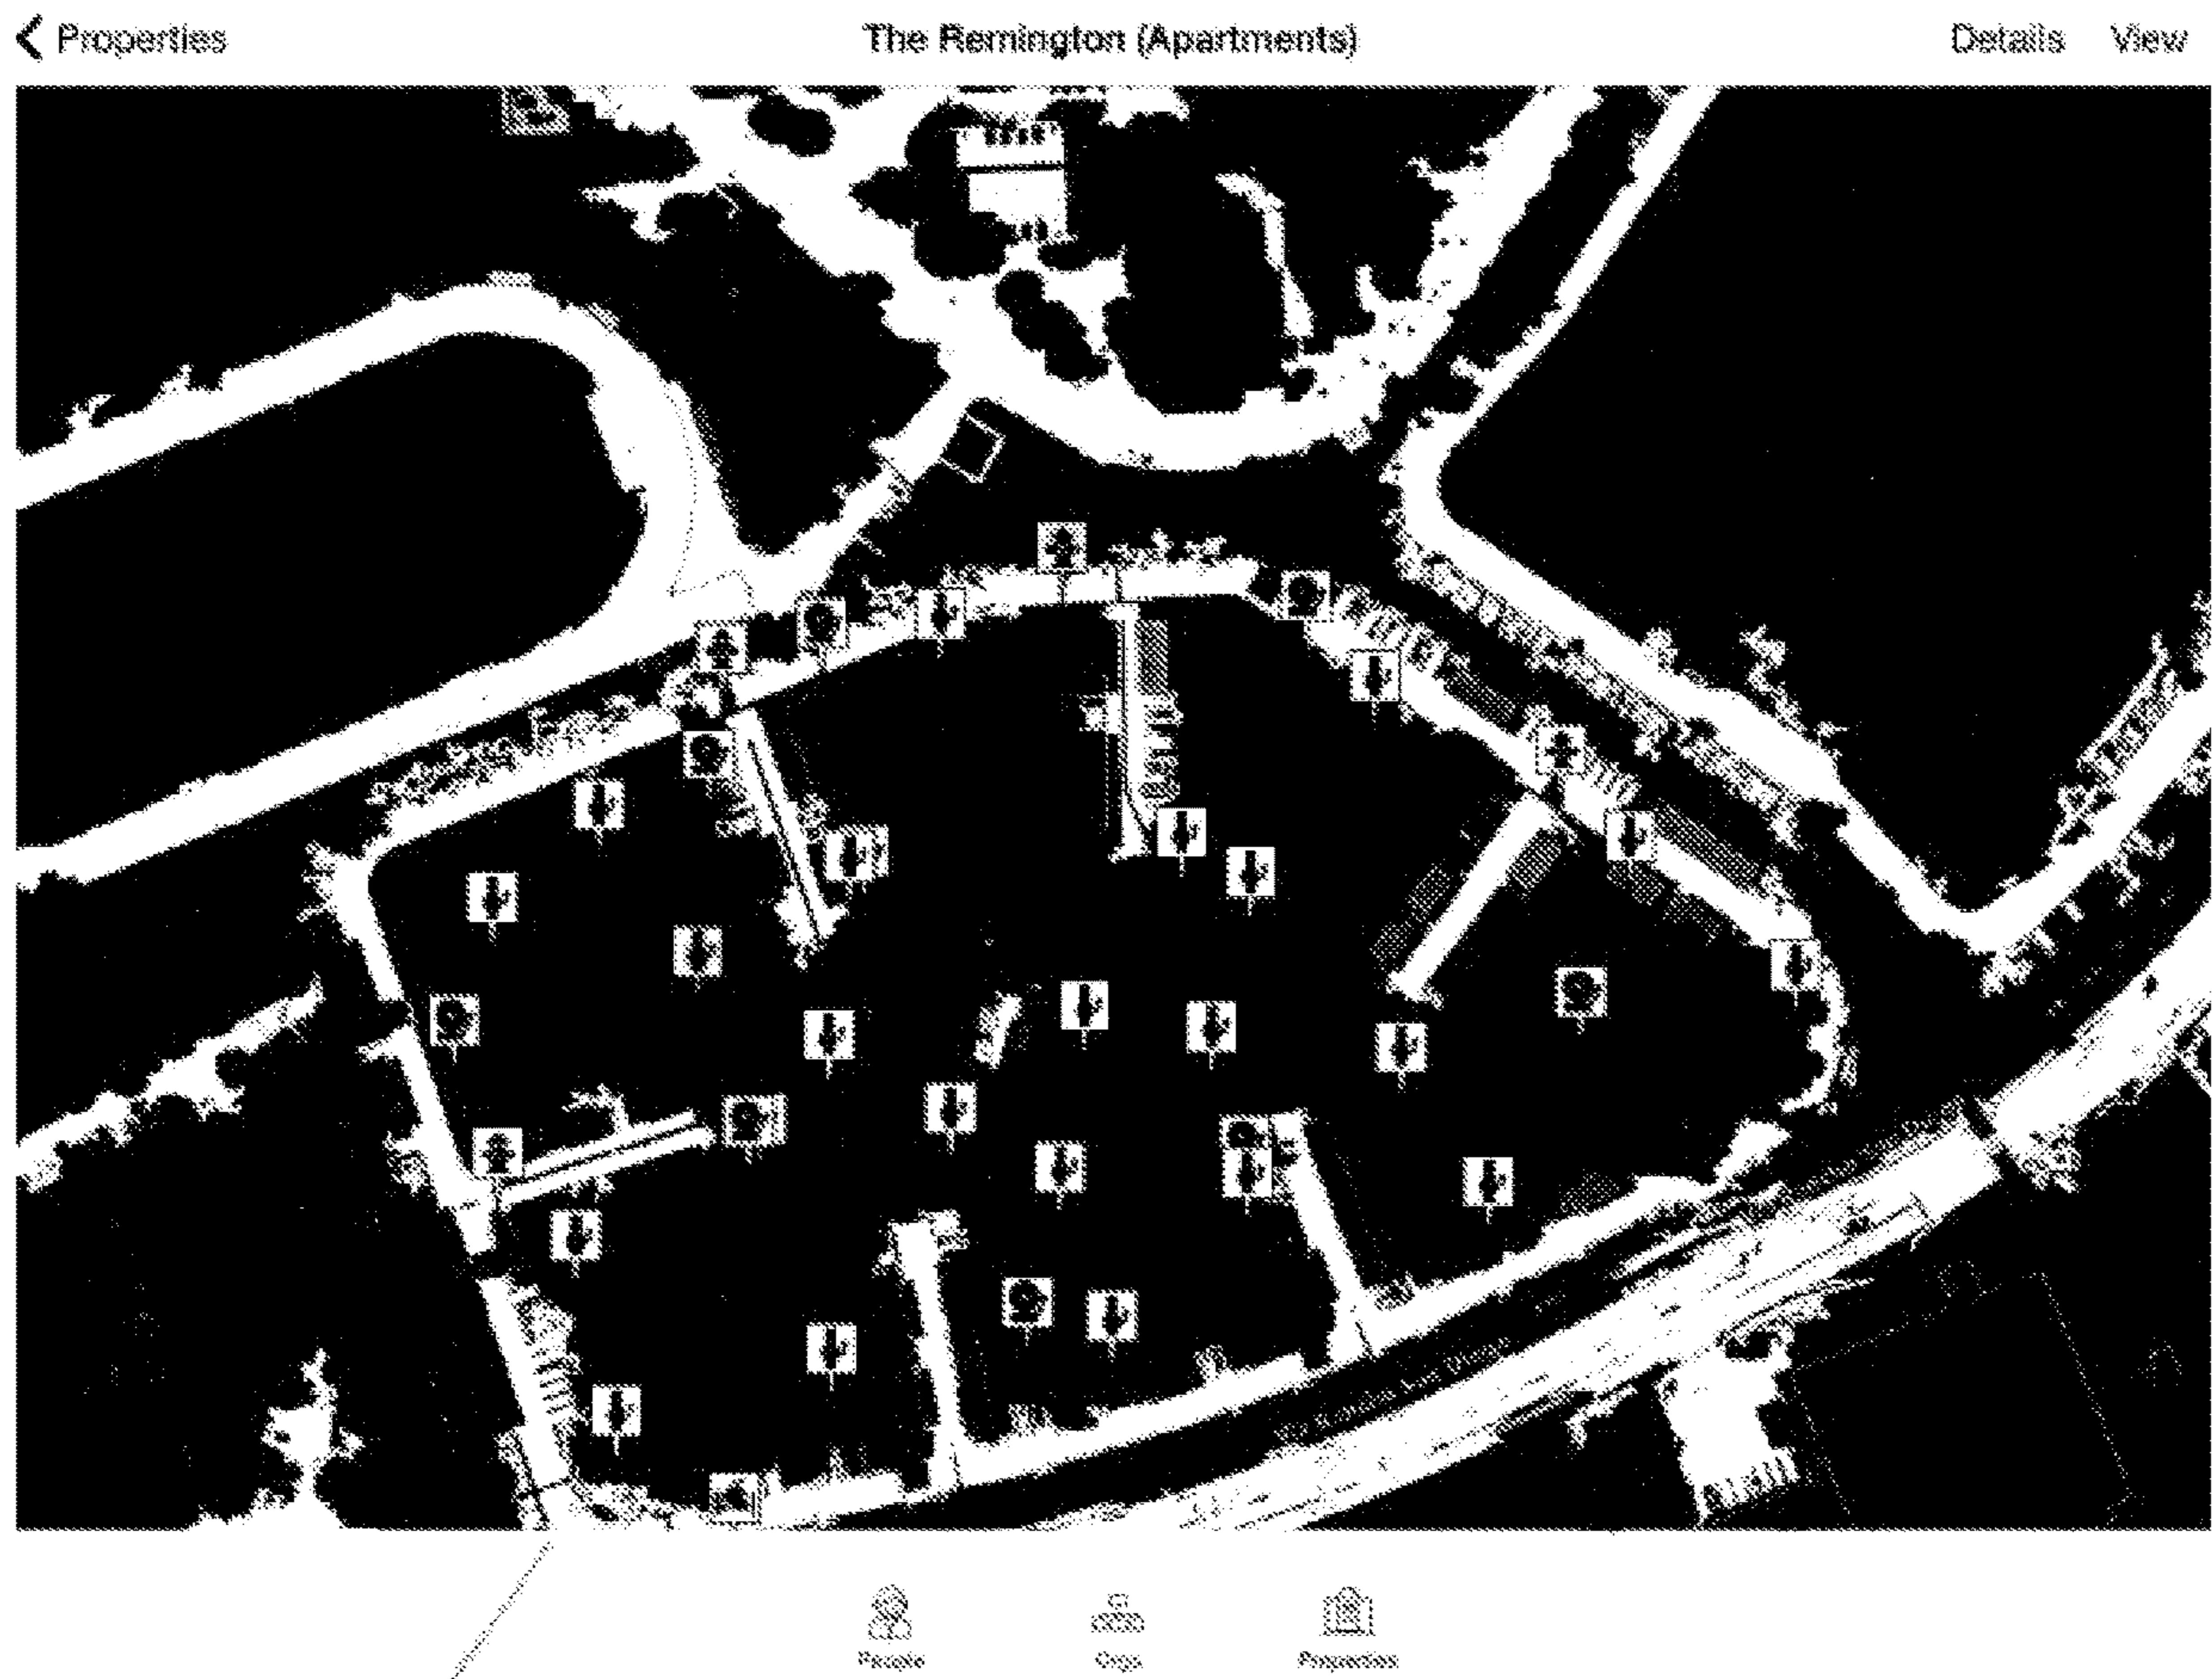 Properties
The Remington (Apartments)
Details
View
People
Orgs
Properties